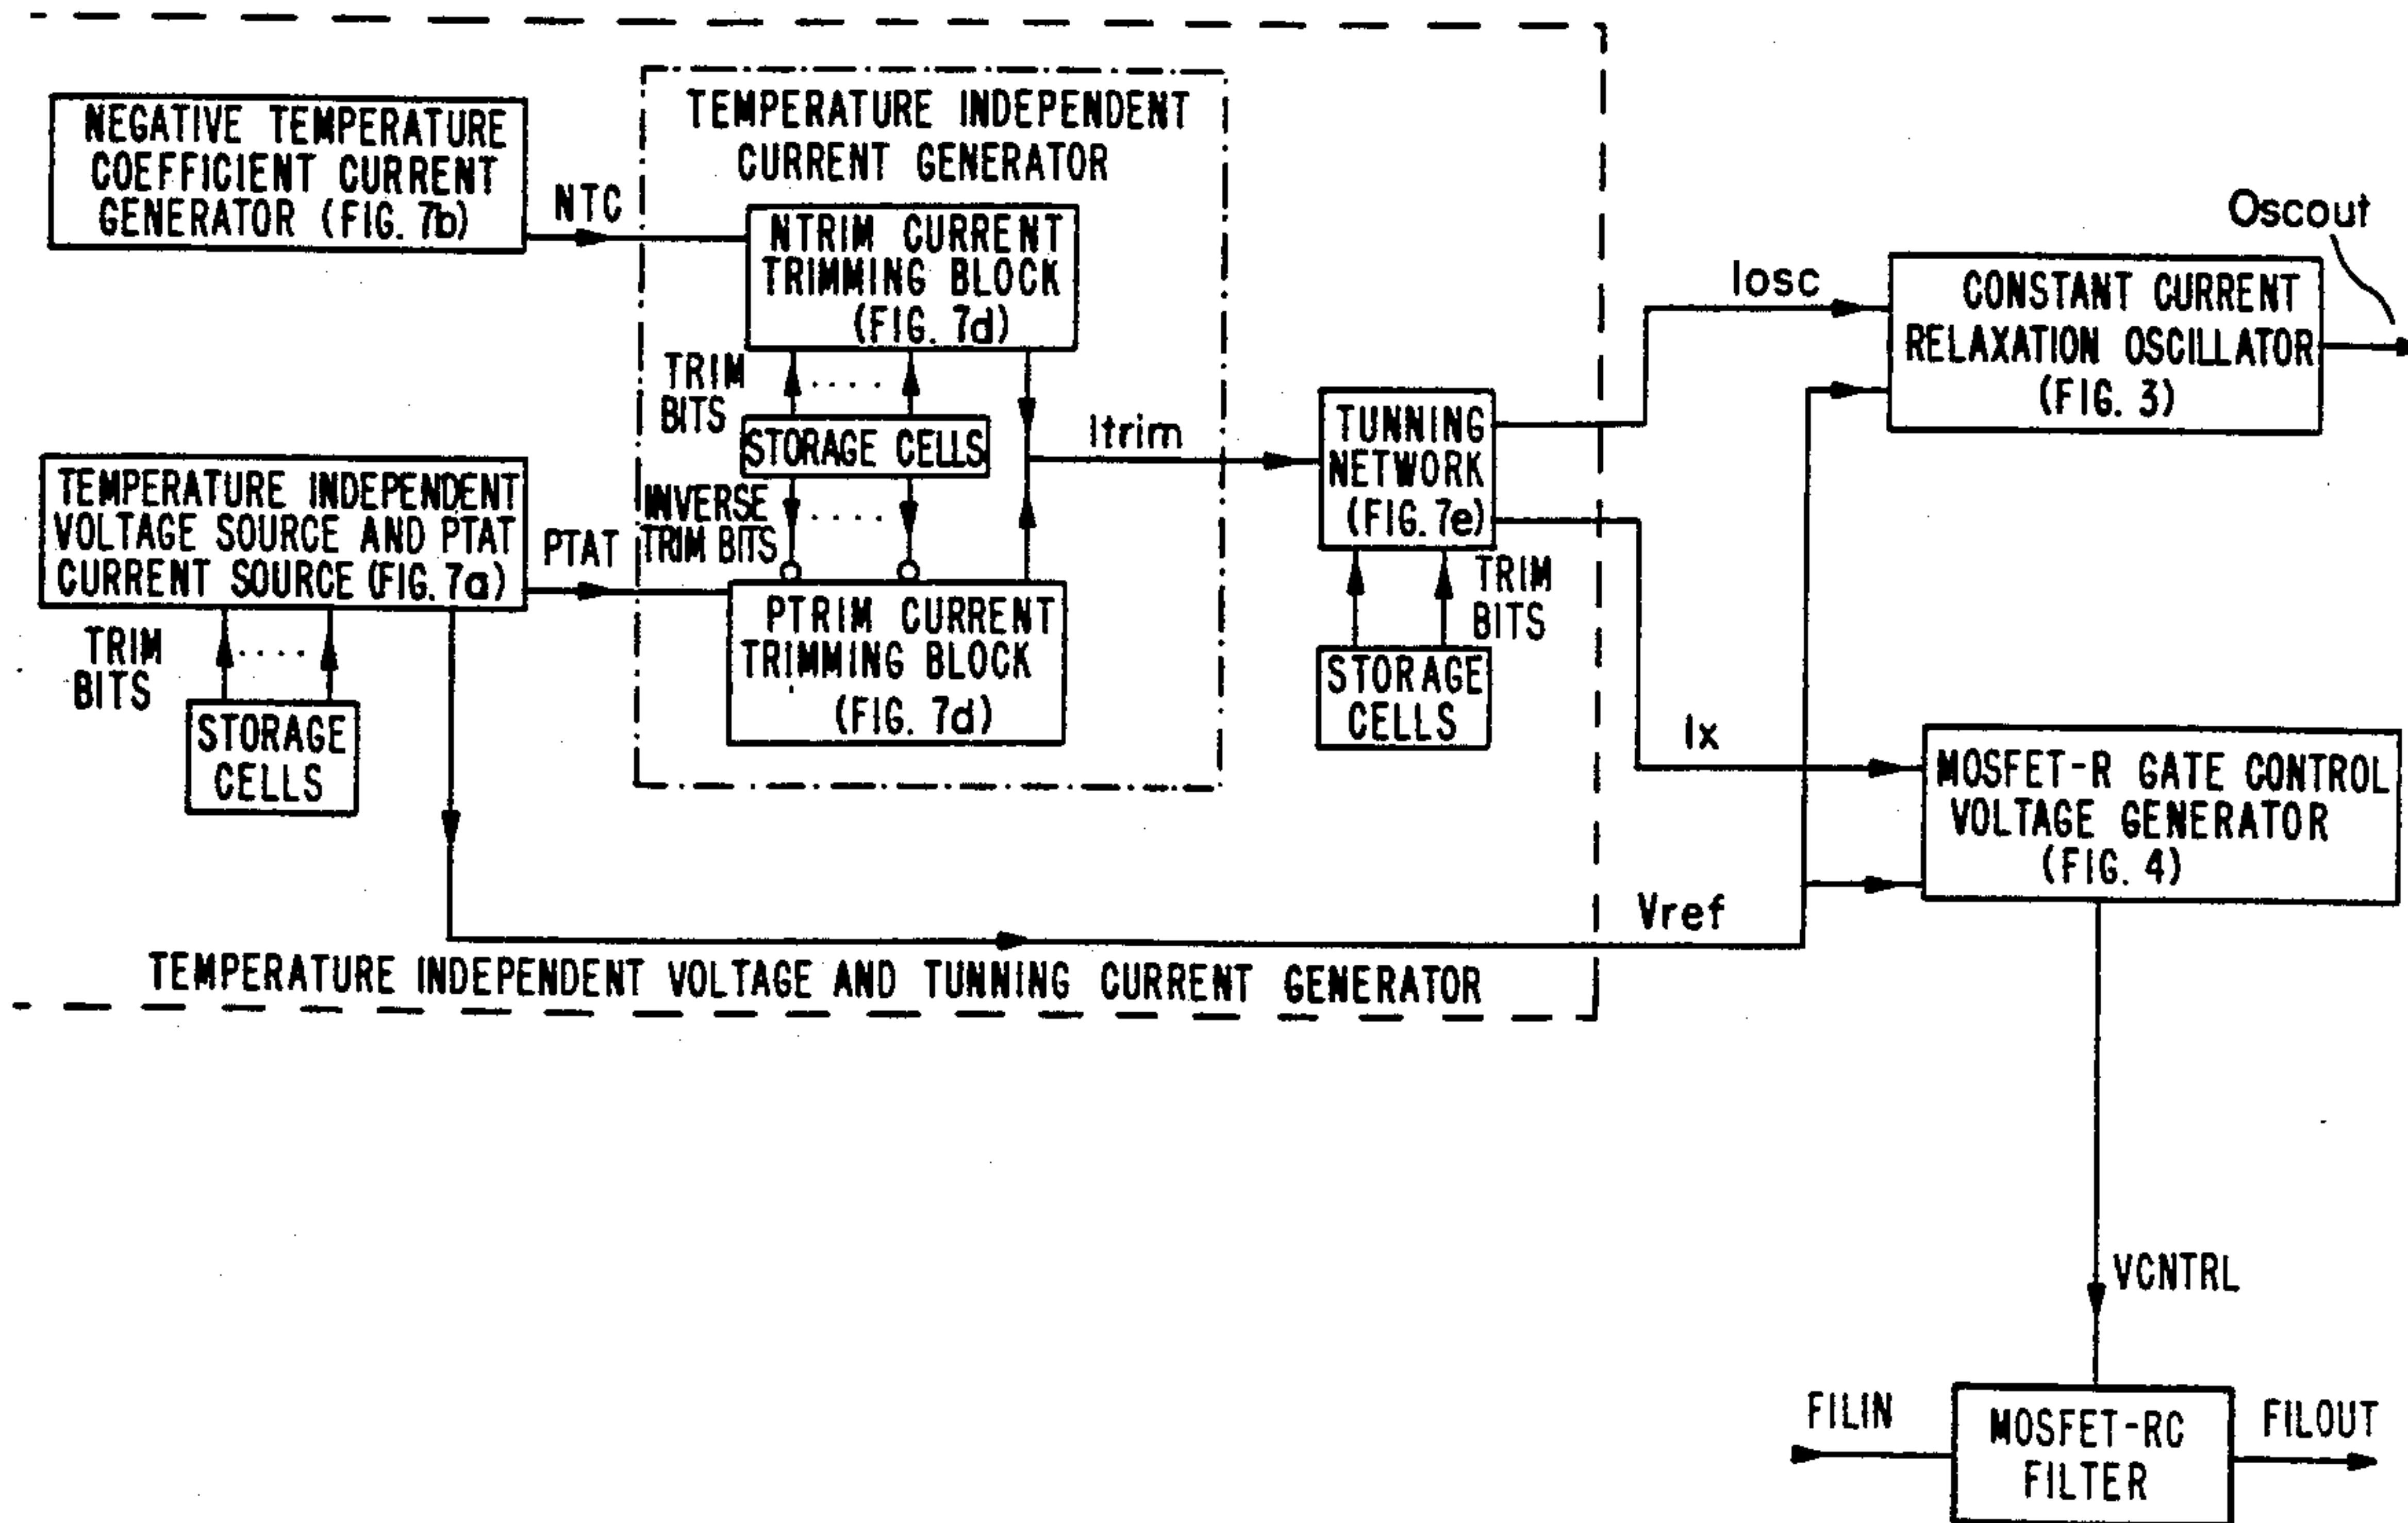 NEGATIVE TEMPERATURE
COEFFICIENT CURRENT
GENERATOR (FIG. 7b)
NTC
TEMPERATURE INDEPENDENT
CURRENT GENERATOR
NTRIM CURRENT
TRIMMING BLOCK
(FIG. 7d)
TRIM
BITS
STORAGE CELLS
INVERSE
TRIM BITS
Itrim
TEMPERATURE INDEPENDENT
VOLTAGE SOURCE AND PTAT
CURRENT SOURCE (FIG. 7a)
PTAT
PTRIM CURRENT
TRIMMING BLOCK
(FIG. 7d)
TRIM
BITS
STORAGE
CELLS
TUNNING
NETWORK
(FIG. 7e)
TRIM
BITS
STORAGE
CELLS
Iosc
Oscout
CONSTANT CURRENT
RELAXATION OSCILLATOR
(FIG. 3)
Ix
MOSFET-R GATE CONTROL
VOLTAGE GENERATOR
(FIG. 4)
Vref
TEMPERATURE INDEPENDENT VOLTAGE AND TUNNING CURRENT GENERATOR
VCNTRL
FILIN
MOSFET-RC
FILTER
FILOUT